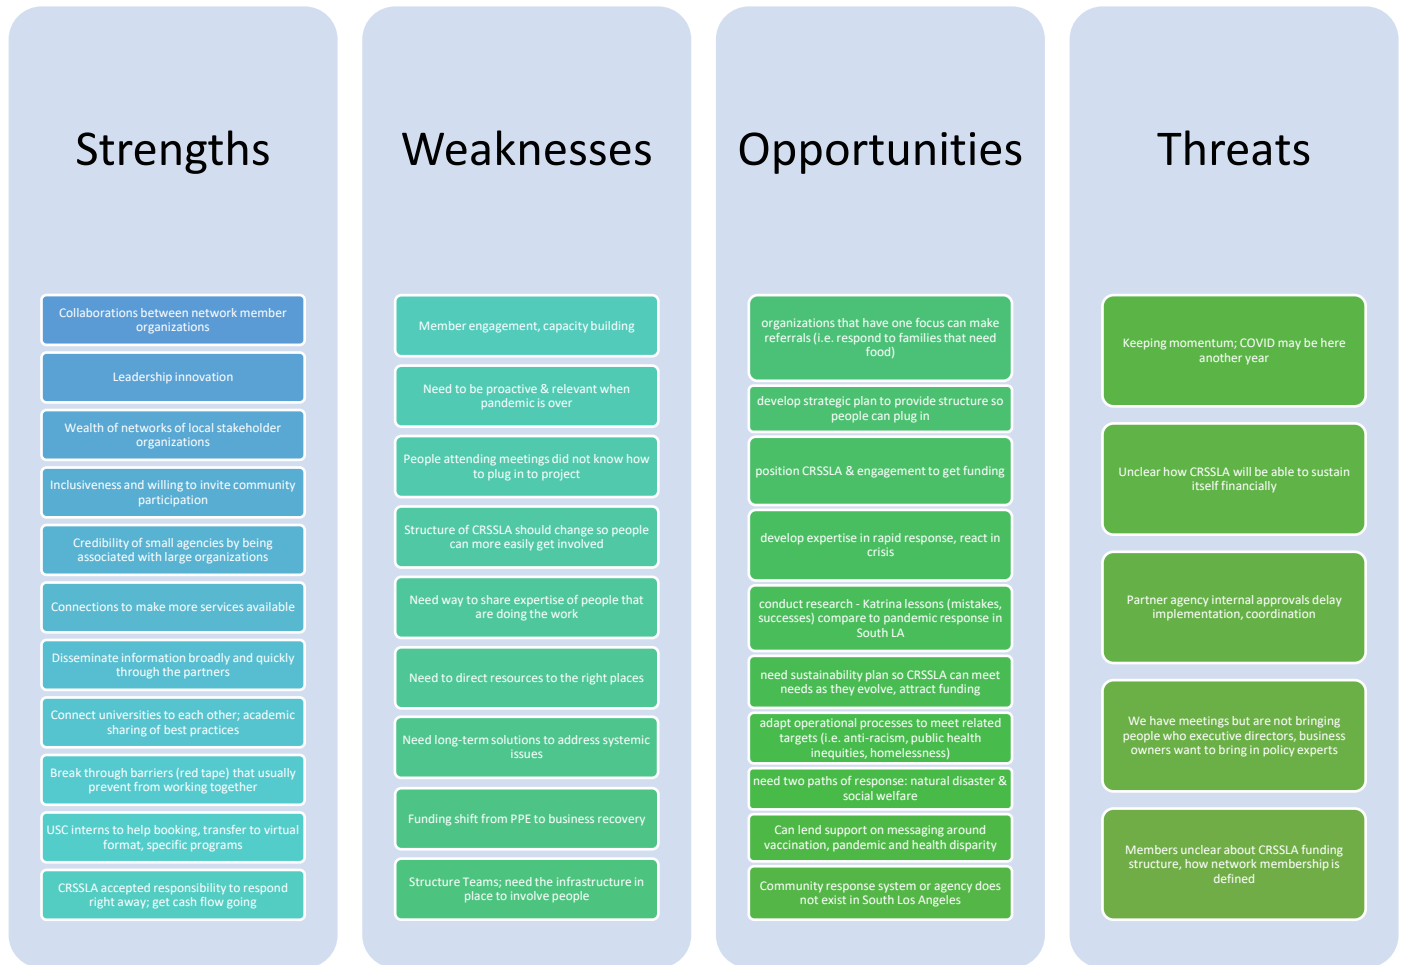 Strengths
Collaborations between network member
organizations
Leadership innovation
Wealth of networks of local stakeholder
organizations
Inclusiveness and willing to invite community
participation
Credibility of small agencies by being
associated with large organizations
Connections to make more services available
Disseminate information broadly and quickly
through the partners
Connect universities to each other; academic
sharing of best practices
Break through barriers (red tape) that usually
prevent from working together
USC interns to help booking, transfer to virtual
format, specific programs
CRSSLA accepted responsibility to respond
right away; get cash flow going
Weaknesses
Member engagement, capacity building
Need to be proactive & relevant when
pandemic is over
People attending meetings did not know how
to plug in to project
Structure of CRSSLA should change so people
can more easily get involved
Need way to share expertise of people that
are doing the work
Need to direct resources to the right places
Need long-term solutions to address systemic
issues
Funding shift from PPE to business recovery
Structure Teams; need the infrastructure in
place to involve people
Opportunities
organizations that have one focus can make
referrals (i.e. respond to families that need
food)
develop strategic plan to provide structure so
people can plug in
position CRSSLA & engagement to get funding
develop expertise in rapid response, react in
crisis
conduct research - Katrina lessons (mistakes,
successes) compare to pandemic response in
South LA
need sustainability plan so CRSSLA can meet
needs as they evolve, attract funding
adapt operational processes to meet related
targets (i.e. anti-racism, public health
inequities, homelessness)
need two paths of response: natural disaster &
social welfare
Can lend support on messaging around
vaccination, pandemic and health disparity
Community response system or agency does
not exist in South Los Angeles
Threats
Keeping momentum; COVID may be here
another year
Unclear how CRSSLA will be able to sustain
itself financially
Partner agency internal approvals delay
implementation, coordination
We have meetings but are not bringing
people who executive directors, business
owners want to bring in policy experts
Members unclear about CRSSLA funding
structure, how network membership is
defined